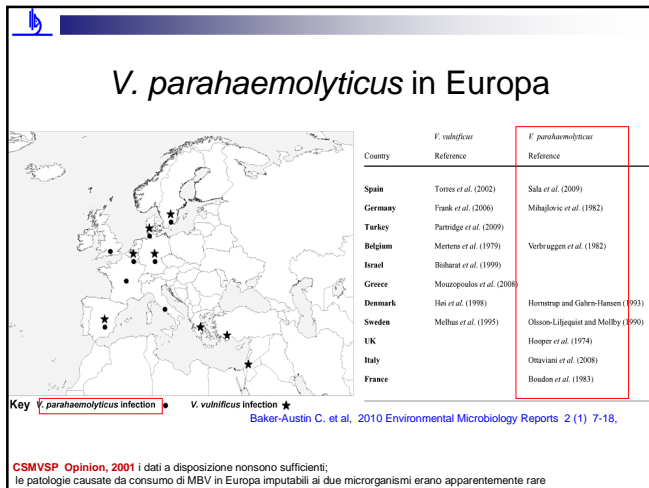 V. parahaemolyticus in Europa
V. vulnificus V. parahaemolyticus
Country Reference Reference
Spain Torres et al. (2002) Sala et al. (2009)
Germany Frank et al. (2006) Mihajlovic et al. (1982)
Turkey Partridge et al. (2009)
Belgium Mertens et al. (1979) Verbruggen et al. (1982)
Israel Bisharat et al. (1999)
Greece Mouzopoulos et al. (2008)
Denmark Høi et al. (1998) Hornstrup and Gahrn-Hansen (1993)
Sweden Melhus et al. (1995) Olsson-Liljequist and Mollby (1990)
UK Hooper et al. (1974)
Italy Ottaviani et al. (2008)
France Boudon et al. (1983)
Key V. parahaemolyticus infection ● V. vulnificus infection ★
Baker-Austin C. et al, 2010 Environmental Microbiology Reports 2 (1) 7-18,
CSMVSP Opinion, 2001 i dati a disposizione nonsono sufficienti;
le patologie causate da consumo di MBV in Europa imputabili ai due microrganismi erano apparentemente rare